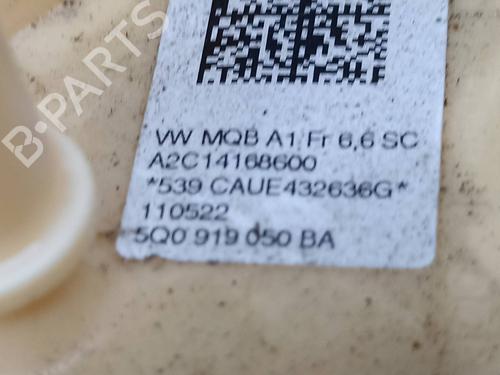 B-PARTS
VW MQB A1 Fr 6,6 SC
A2C14168600
*539 CAUE432636G*
110522
5Q0 919 050 BA